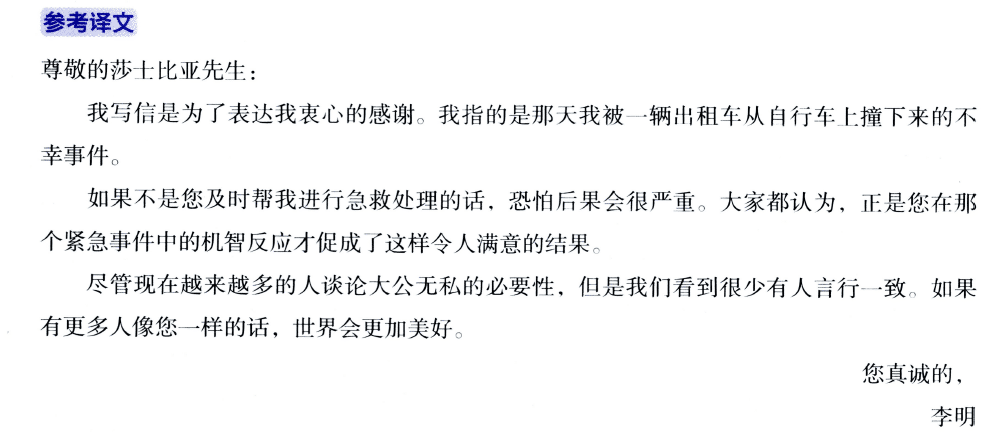 参考译文
尊敬的莎士比亚先生：
我写信是为了表达我衷心的感谢。我指的是那天我被一辆出租车从自行车上撞下来的不
幸事件。
如果不是您及时帮我进行急救处理的话，恐怕后果会很严重。大家都认为，正是您在那
个紧急事件中的机智反应才促成了这样令人满意的结果。
尽管现在越来越多的人谈论大公无私的必要性，但是我们看到很少有人言行一致。如果
有更多人像您一样的话，世界会更加美好。
您真诚的，
李明